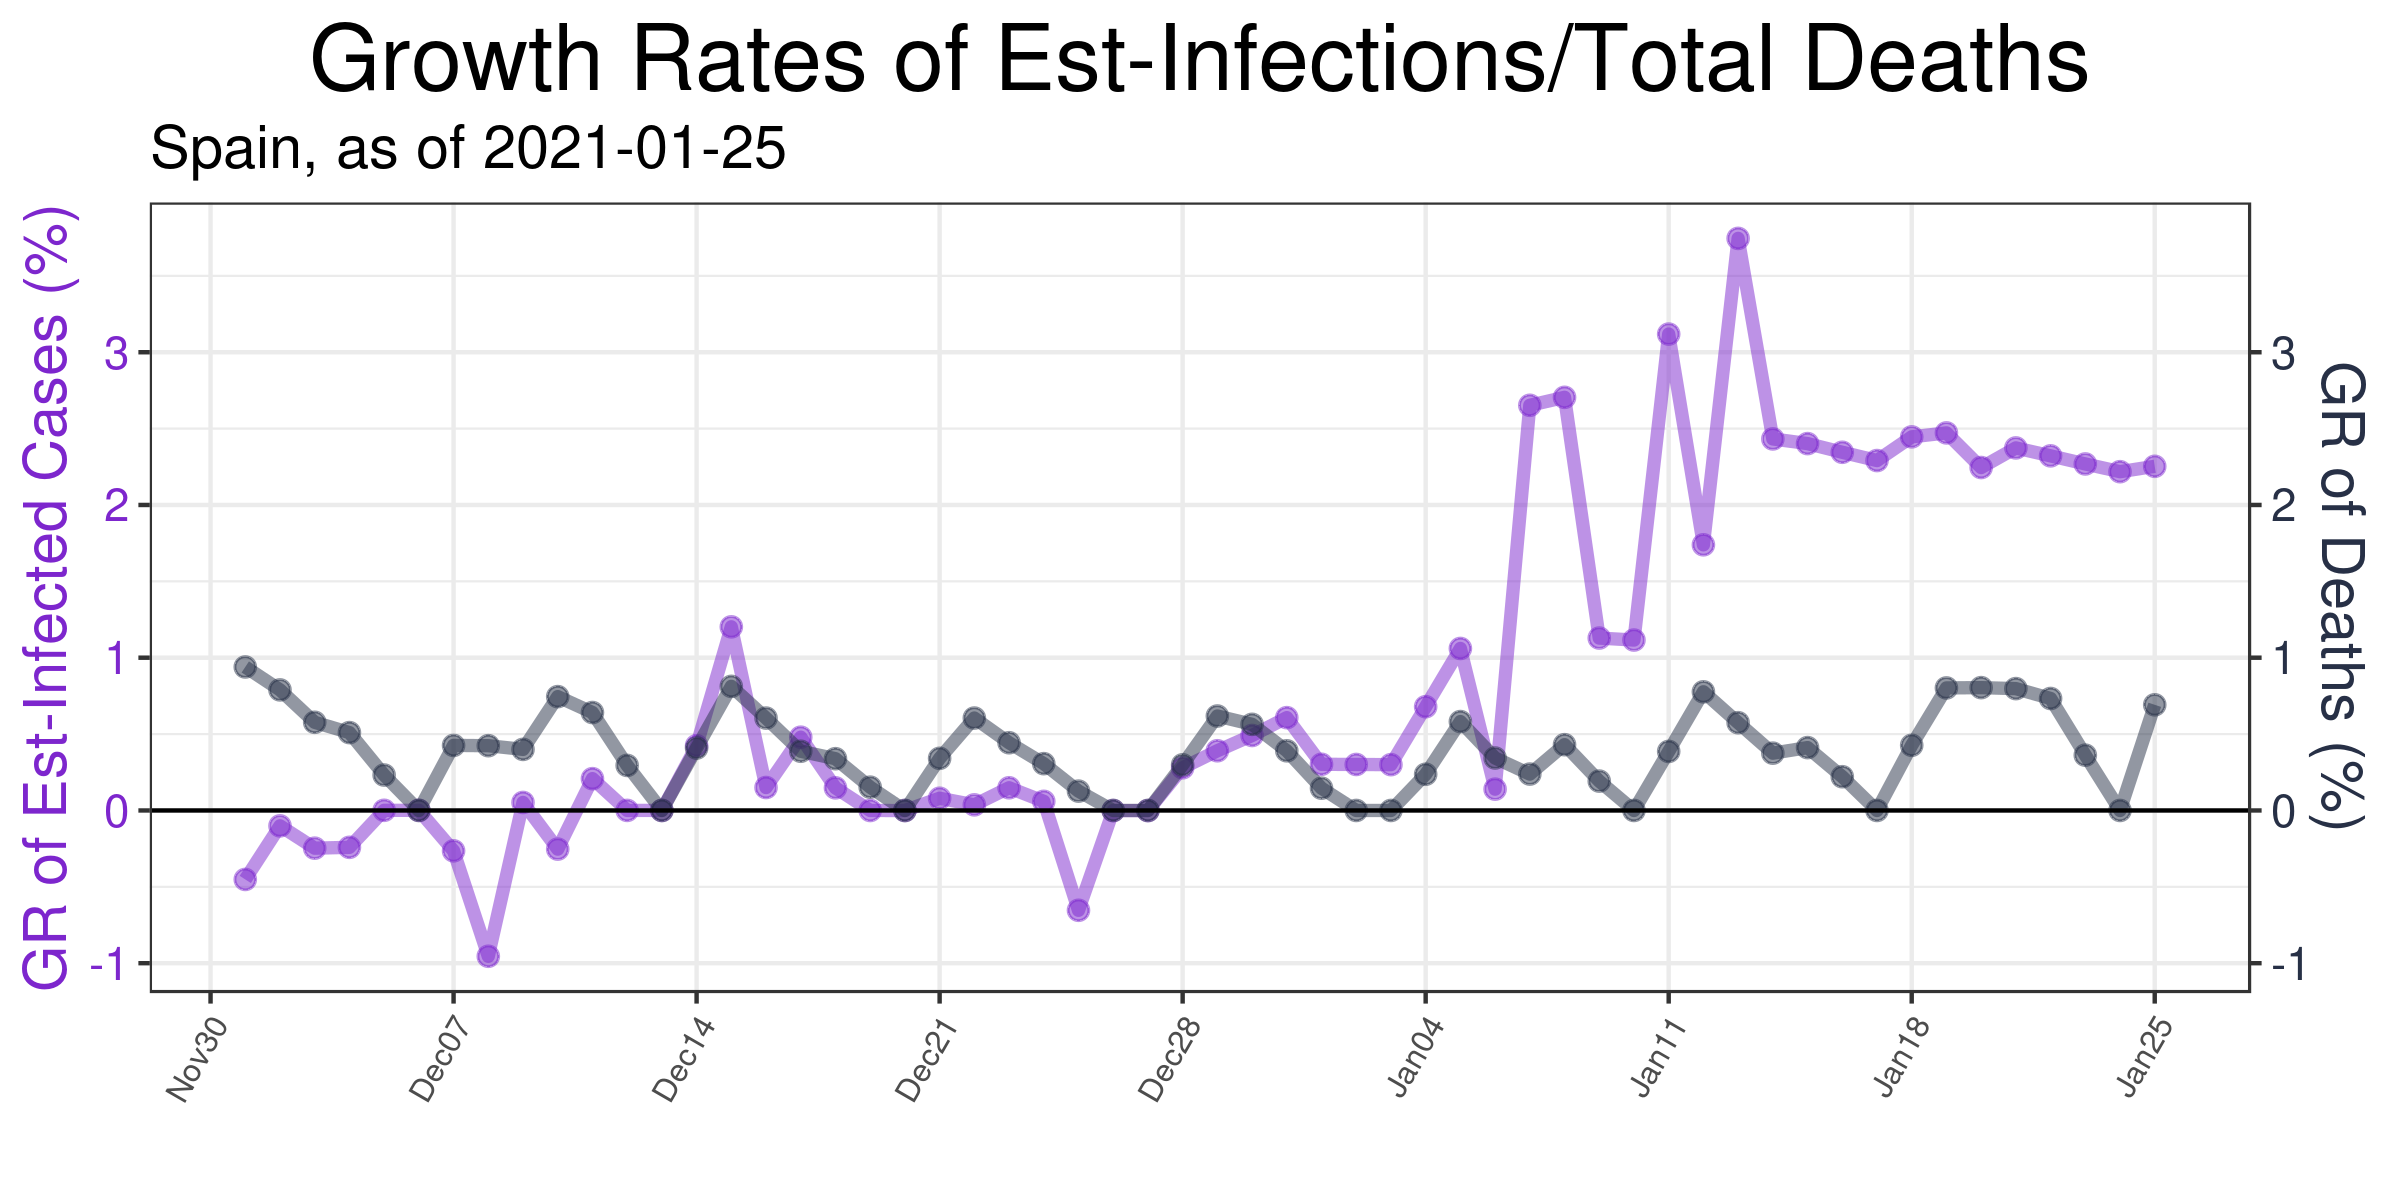 Growth Rates of Est-Infections/Total Deaths
Spain, as of 2021-01-25
GR of Est-Infected Cases (%)
3
2
1
0
-1
3
2
1
0
-1
GR of Deaths (%)
Nov30
Dec07
Dec14
Dec21
Dec28
Jan04
Jan11
Jan18
Jan25